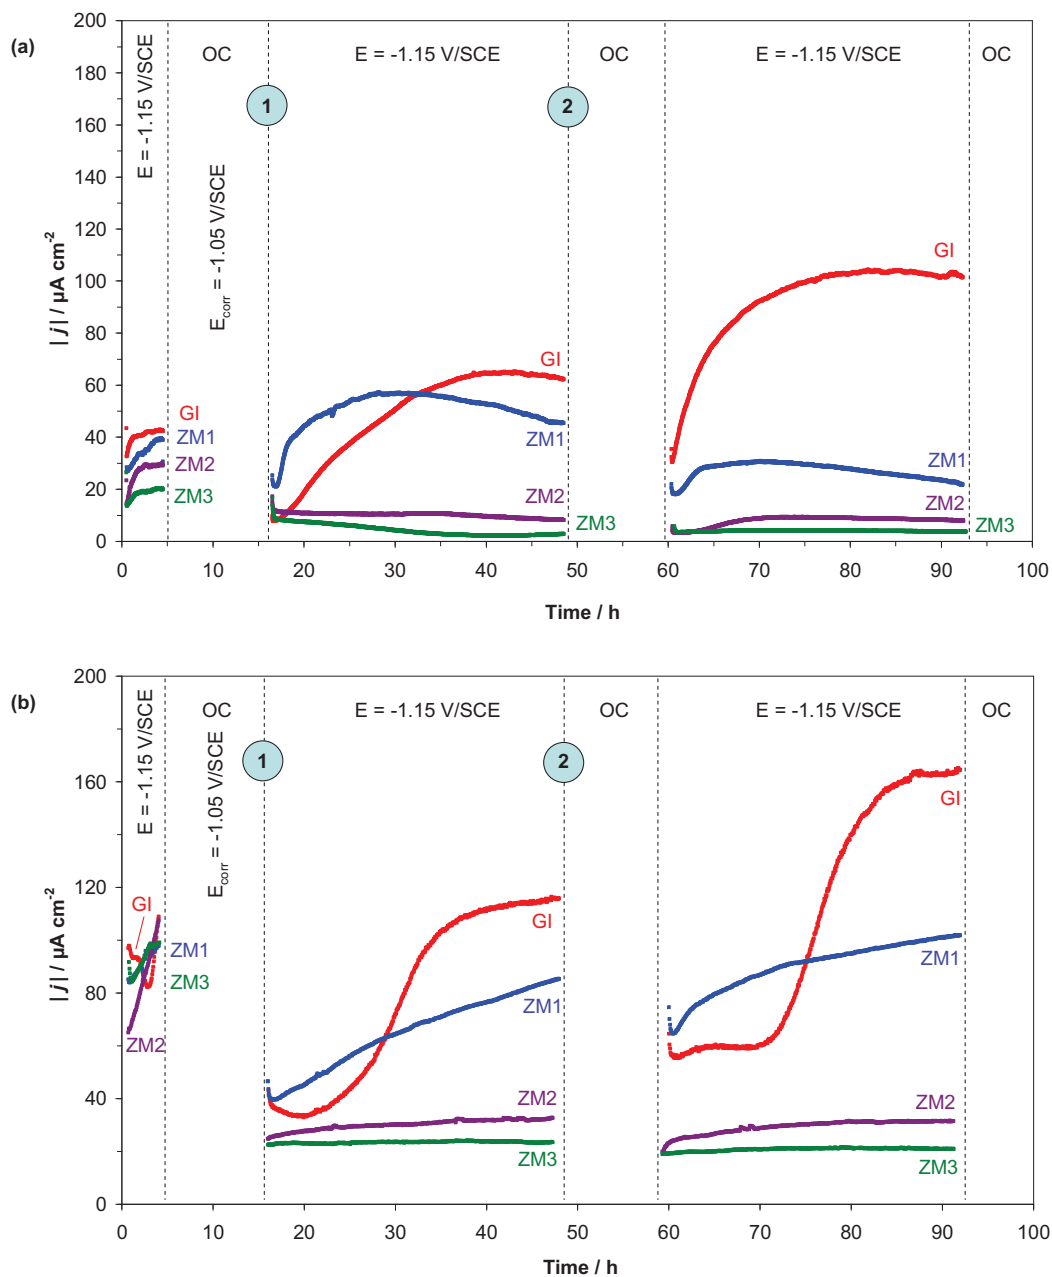 (a)
200
180
160
140
120
100
80
60
40
20
0
| j | / µA cm-2
E = -1.15 V/SCE
OC
Ecorr = -1.05 V/SCE
1
E = -1.15 V/SCE
2
OC
E = -1.15 V/SCE
OC
GI
ZM1
ZM2
ZM3
GI
ZM1
ZM2
ZM3
GI
ZM1
ZM2
ZM3
0 10 20 30 40 50 60 70 80 90 100
Time / h
(b)
200
160
120
80
40
0
| j | / µA cm-2
E = -1.15 V/SCE
OC
Ecorr = -1.05 V/SCE
1
E = -1.15 V/SCE
2
OC
E = -1.15 V/SCE
OC
GI
ZM1
ZM3
ZM2
GI
ZM1
ZM2
ZM3
GI
ZM1
ZM2
ZM3
0 10 20 30 40 50 60 70 80 90 100
Time / h